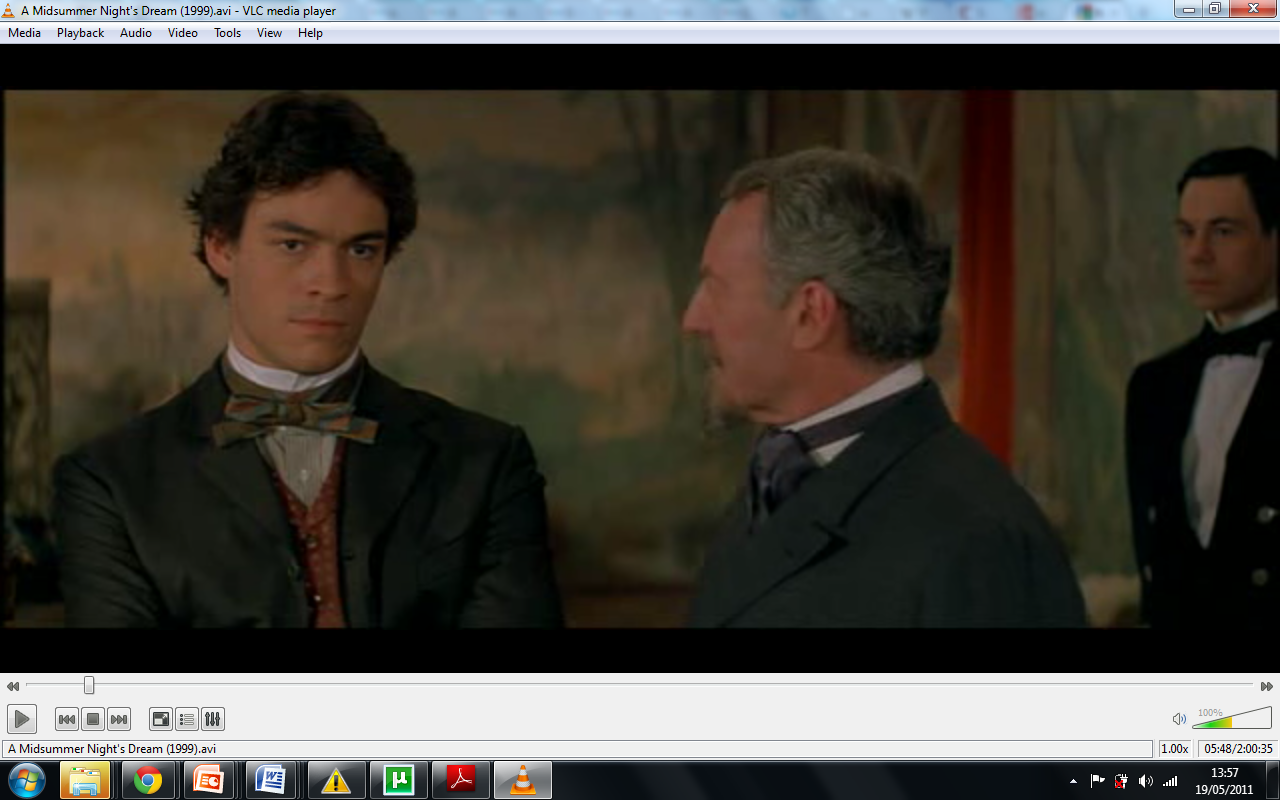 A Midsummer Night's Dream (1999).avi - VLC media player
Media Playback Audio Video Tools View Help
100%
A Midsummer Night's Dream (1999).avi 1.00x 05:48/2:00:35
13:57
19/05/2011